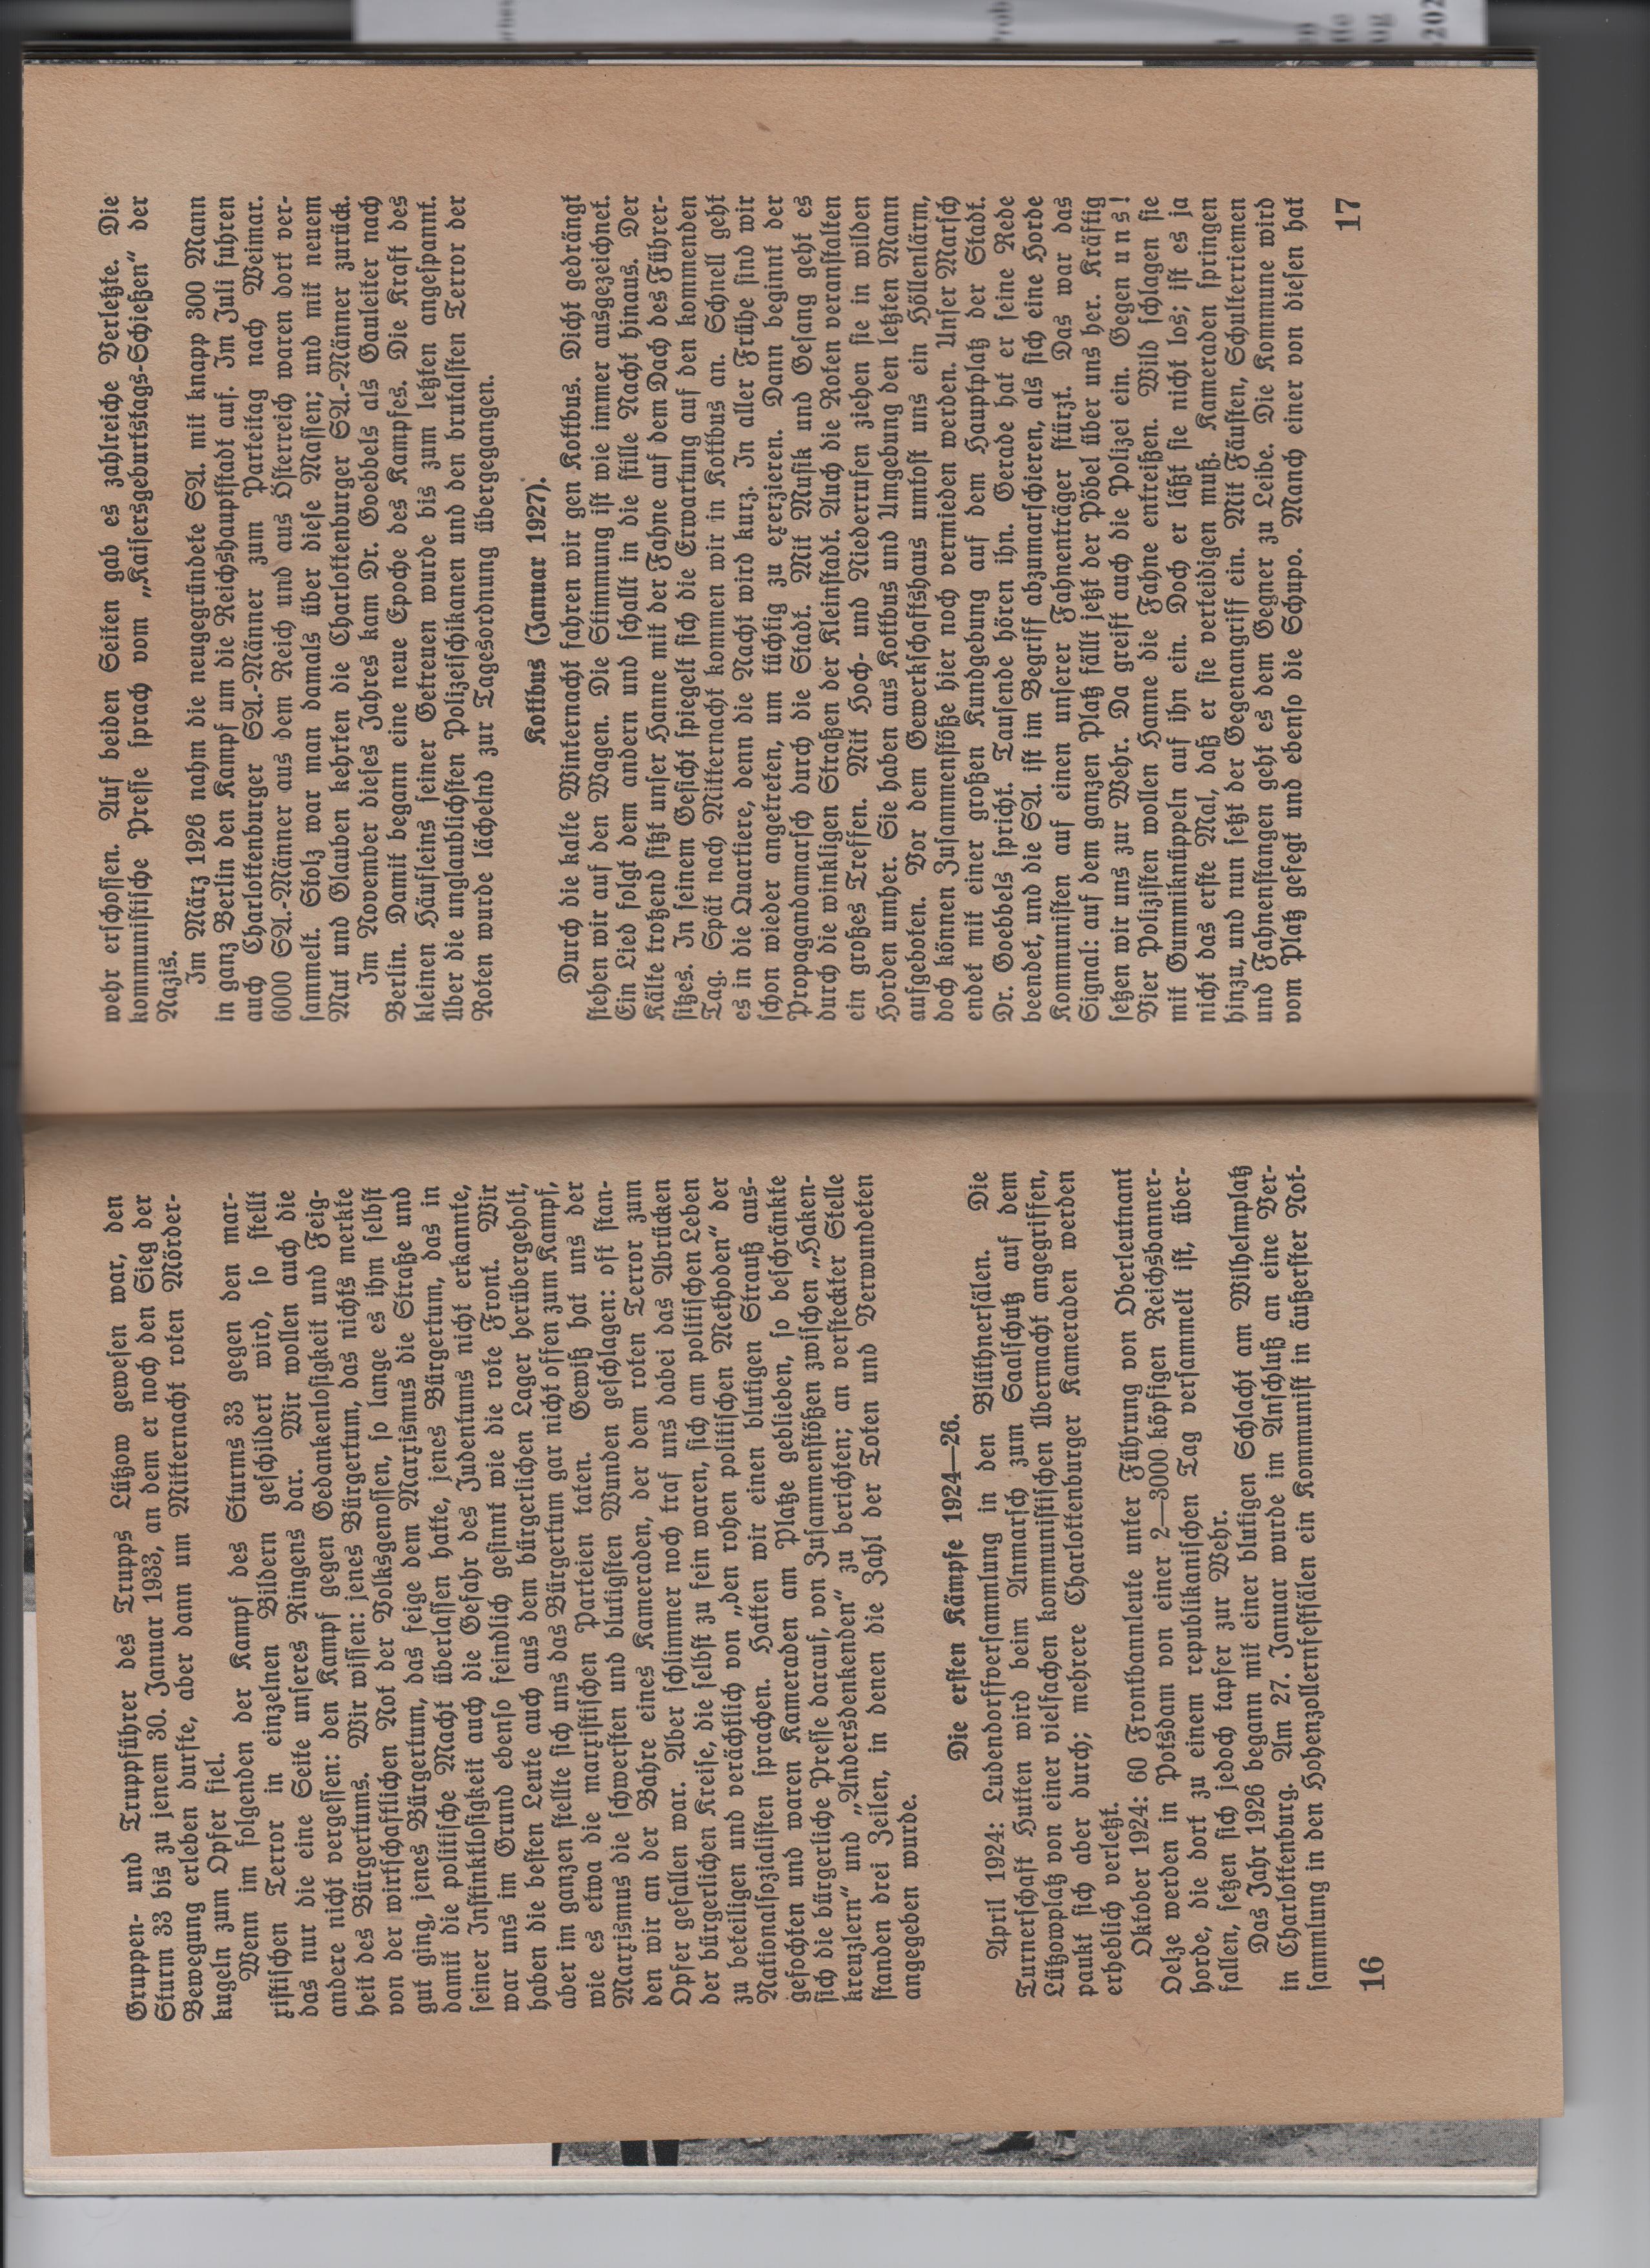 Gruppen- und Truppführer des Trupps Lützow gewesen war, den
Sturm 33 bis zu jenem 30. Januar 1933, an dem er noch den Sieg der
Bewegung erleben durfte, aber dann um Mitternacht roten Mörder-
kugeln zum Opfer fiel.
Wenn im folgenden der Kampf des Sturms 33 gegen den mar-
xistischen Terror in einzelnen Bildern geschildert wird, so stellt
das nur die eine Seite unseres Ringens dar. Wir wollen auch die
andere nicht vergessen: den Kampf gegen Gedankenlosigkeit und Feig-
heit des Bürgertums. Wir wissen: jenes Bürgertum, das nichts merkte
von der wirtschaftlichen Not der Volksgenossen, so lange es ihm selbst
gut ging, jenes Bürgertum, das feige dem Marxismus die Straße und
damit die politische Macht überlassen hatte, jenes Bürgertum, das in
seiner Instinktlosigkeit auch die Gefahr des Judentums nicht erkannte,
war uns im Grund ebenso feindlich gesinnt wie die rote Front. Wir
haben die besten Leute auch aus dem bürgerlichen Lager herübergeholt,
aber im ganzen stellte sich uns das Bürgertum gar nicht offen zum Kampf,
wie es etwa die marxistischen Parteien taten. Gewiß hat uns der
Marxismus die schwersten und blutigsten Wunden geschlagen: oft stan-
den wir an der Bahre eines Kameraden, der dem roten Terror zum
Opfer gefallen war. Aber schlimmer noch traf uns dabei das Abrücken
der bürgerlichen Kreise, die selbst zu fein waren, sich am politischen Leben
zu beteiligen und verächtlich von „den rohen politischen Methoden“ der
Nationalsozialisten sprachen. Hatten wir einen blutigen Strauß aus-
gefochten und waren Kameraden am Platze geblieben, so beschränkte
sich die bürgerliche Presse darauf, von Zusammenstößen zwischen „Haken-
kreuzlern“ und „Andersdenkenden“ zu berichten; an versteckter Stelle
standen drei Zeilen, in denen die Zahl der Toten und Verwundeten
angegeben wurde.
Die ersten Kämpfe 1924—26.
April 1924: Ludendorffversammlung in den Blüthnersälen. Die
Turnerschaft Hutten wird beim Anmarsch zum Saalschutz auf dem
Lützowplatz von einer vielfachen kommunistischen Übermacht angegriffen,
paukt sich aber durch; mehrere Charlottenburger Kameraden werden
erheblich verletzt.
Oktober 1924: 60 Frontbannleute unter Führung von Oberleutnant
Oelze werden in Potsdam von einer 2—3000 köpfigen Reichsbanner-
horde, die dort zu einem republikanischen Tag versammelt ist, über-
fallen, setzen sich jedoch tapfer zur Wehr.
Das Jahr 1926 begann mit einer blutigen Schlacht am Wilhelmplatz
in Charlottenburg. Am 27. Januar wurde im Anschluß an eine Ver-
sammlung in den Hohenzollernfestsälen ein Kommunist in äußerster Not-
16
wehr erschossen. Auf beiden Seiten gab es zahlreiche Verletzte. Die
kommunistische Presse sprach vom „Kaisersgeburtstags-Schießen“ der
Nazis.
Im März 1926 nahm die neugegründete SA. mit knapp 300 Mann
in ganz Berlin den Kampf um die Reichshauptstadt auf. Im Juli fuhren
auch Charlottenburger SA.-Männer zum Parteitag nach Weimar.
6000 SA.-Männer aus dem Reich und aus Österreich waren dort ver-
sammelt. Stolz war man damals über diese Massen; und mit neuem
Mut und Glauben kehrten die Charlottenburger SA.-Männer zurück.
Im November dieses Jahres kam Dr. Goebbels als Gauleiter nach
Berlin. Damit begann eine neue Epoche des Kampfes. Die Kraft des
kleinen Häufleins seiner Getreuen wurde bis zum letzten angespannt.
Über die unglaublichsten Polizeischikanen und den brutalsten Terror der
Roten wurde lächelnd zur Tagesordnung übergegangen.
Kottbus (Januar 1927).
Durch die kalte Winternacht fahren wir gen Kottbus. Dicht gedrängt
stehen wir auf den Wagen. Die Stimmung ist wie immer ausgezeichnet.
Ein Lied folgt dem andern und schallt in die stille Nacht hinaus. Der
Kälte trotzend sitzt unser Hanne mit der Fahne auf dem Dach des Führer-
sitzes. In seinem Gesicht spiegelt sich die Erwartung auf den kommenden
Tag. Spät nach Mitternacht kommen wir in Kottbus an. Schnell geht
es in die Quartiere, denn die Nacht wird kurz. In aller Frühe sind wir
schon wieder angetreten, um tüchtig zu exerzieren. Dann beginnt der
Propagandamarsch durch die Stadt. Mit Musik und Gesang geht es
durch die winkligen Straßen der Kleinstadt. Auch die Roten veranstalten
ein großes Treffen. Mit Hoch- und Niederrufen ziehen sie in wilden
Horden umher. Sie haben aus Kottbus und Umgebung den letzten Mann
aufgeboten. Vor dem Gewerkschaftshaus umtost uns ein Höllenlärm,
doch können Zusammenstöße hier noch vermieden werden. Unser Marsch
endet mit einer großen Kundgebung auf dem Hauptplatz der Stadt.
Dr. Goebbels spricht. Tausende hören ihn. Gerade hat er seine Rede
beendet, und die SA. ist im Begriff abzumarschieren, als sich eine Horde
Kommunisten auf einen unserer Fahnenträger stürzt. Das war das
Signal: auf dem ganzen Platz fällt jetzt der Pöbel über uns her. Kräftig
setzen wir uns zur Wehr. Da greift auch die Polizei ein. Gegen uns!
Vier Polizisten wollen Hanne die Fahne entreißen. Wild schlagen sie
mit Gummiknüppeln auf ihn ein. Doch er läßt sie nicht los; ist es ja
nicht das erste Mal, daß er sie verteidigen muß. Kameraden springen
hinzu, und nun setzt der Gegenangriff ein. Mit Fäusten, Schulterriemen
und Fahnenstangen geht es dem Gegner zu Leibe. Die Kommune wird
vom Platz gefegt und ebenso die Schupo. Manch einer von diesen hat
17